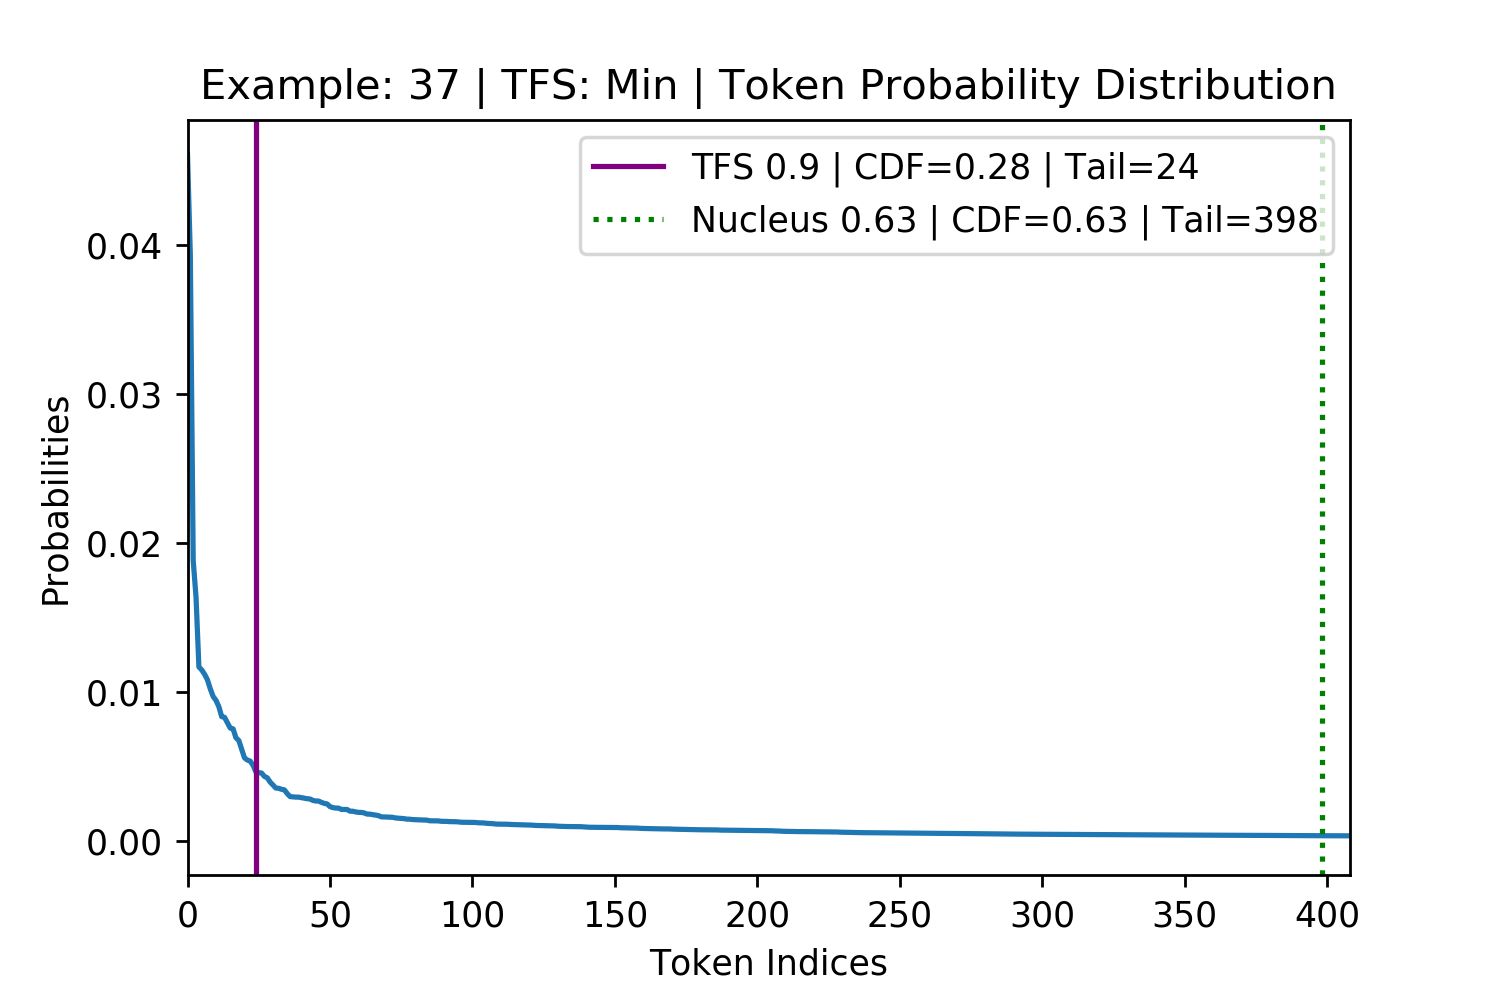 Example: 37 | TFS: Min | Token Probability Distribution
TFS 0.9 | CDF=0.28 | Tail=24
Nucleus 0.63 | CDF=0.63 | Tail=398
0.04
0.03
0.02
0.01
0.00
Probabilities
0 50 100 150 200 250 300 350 400
Token Indices